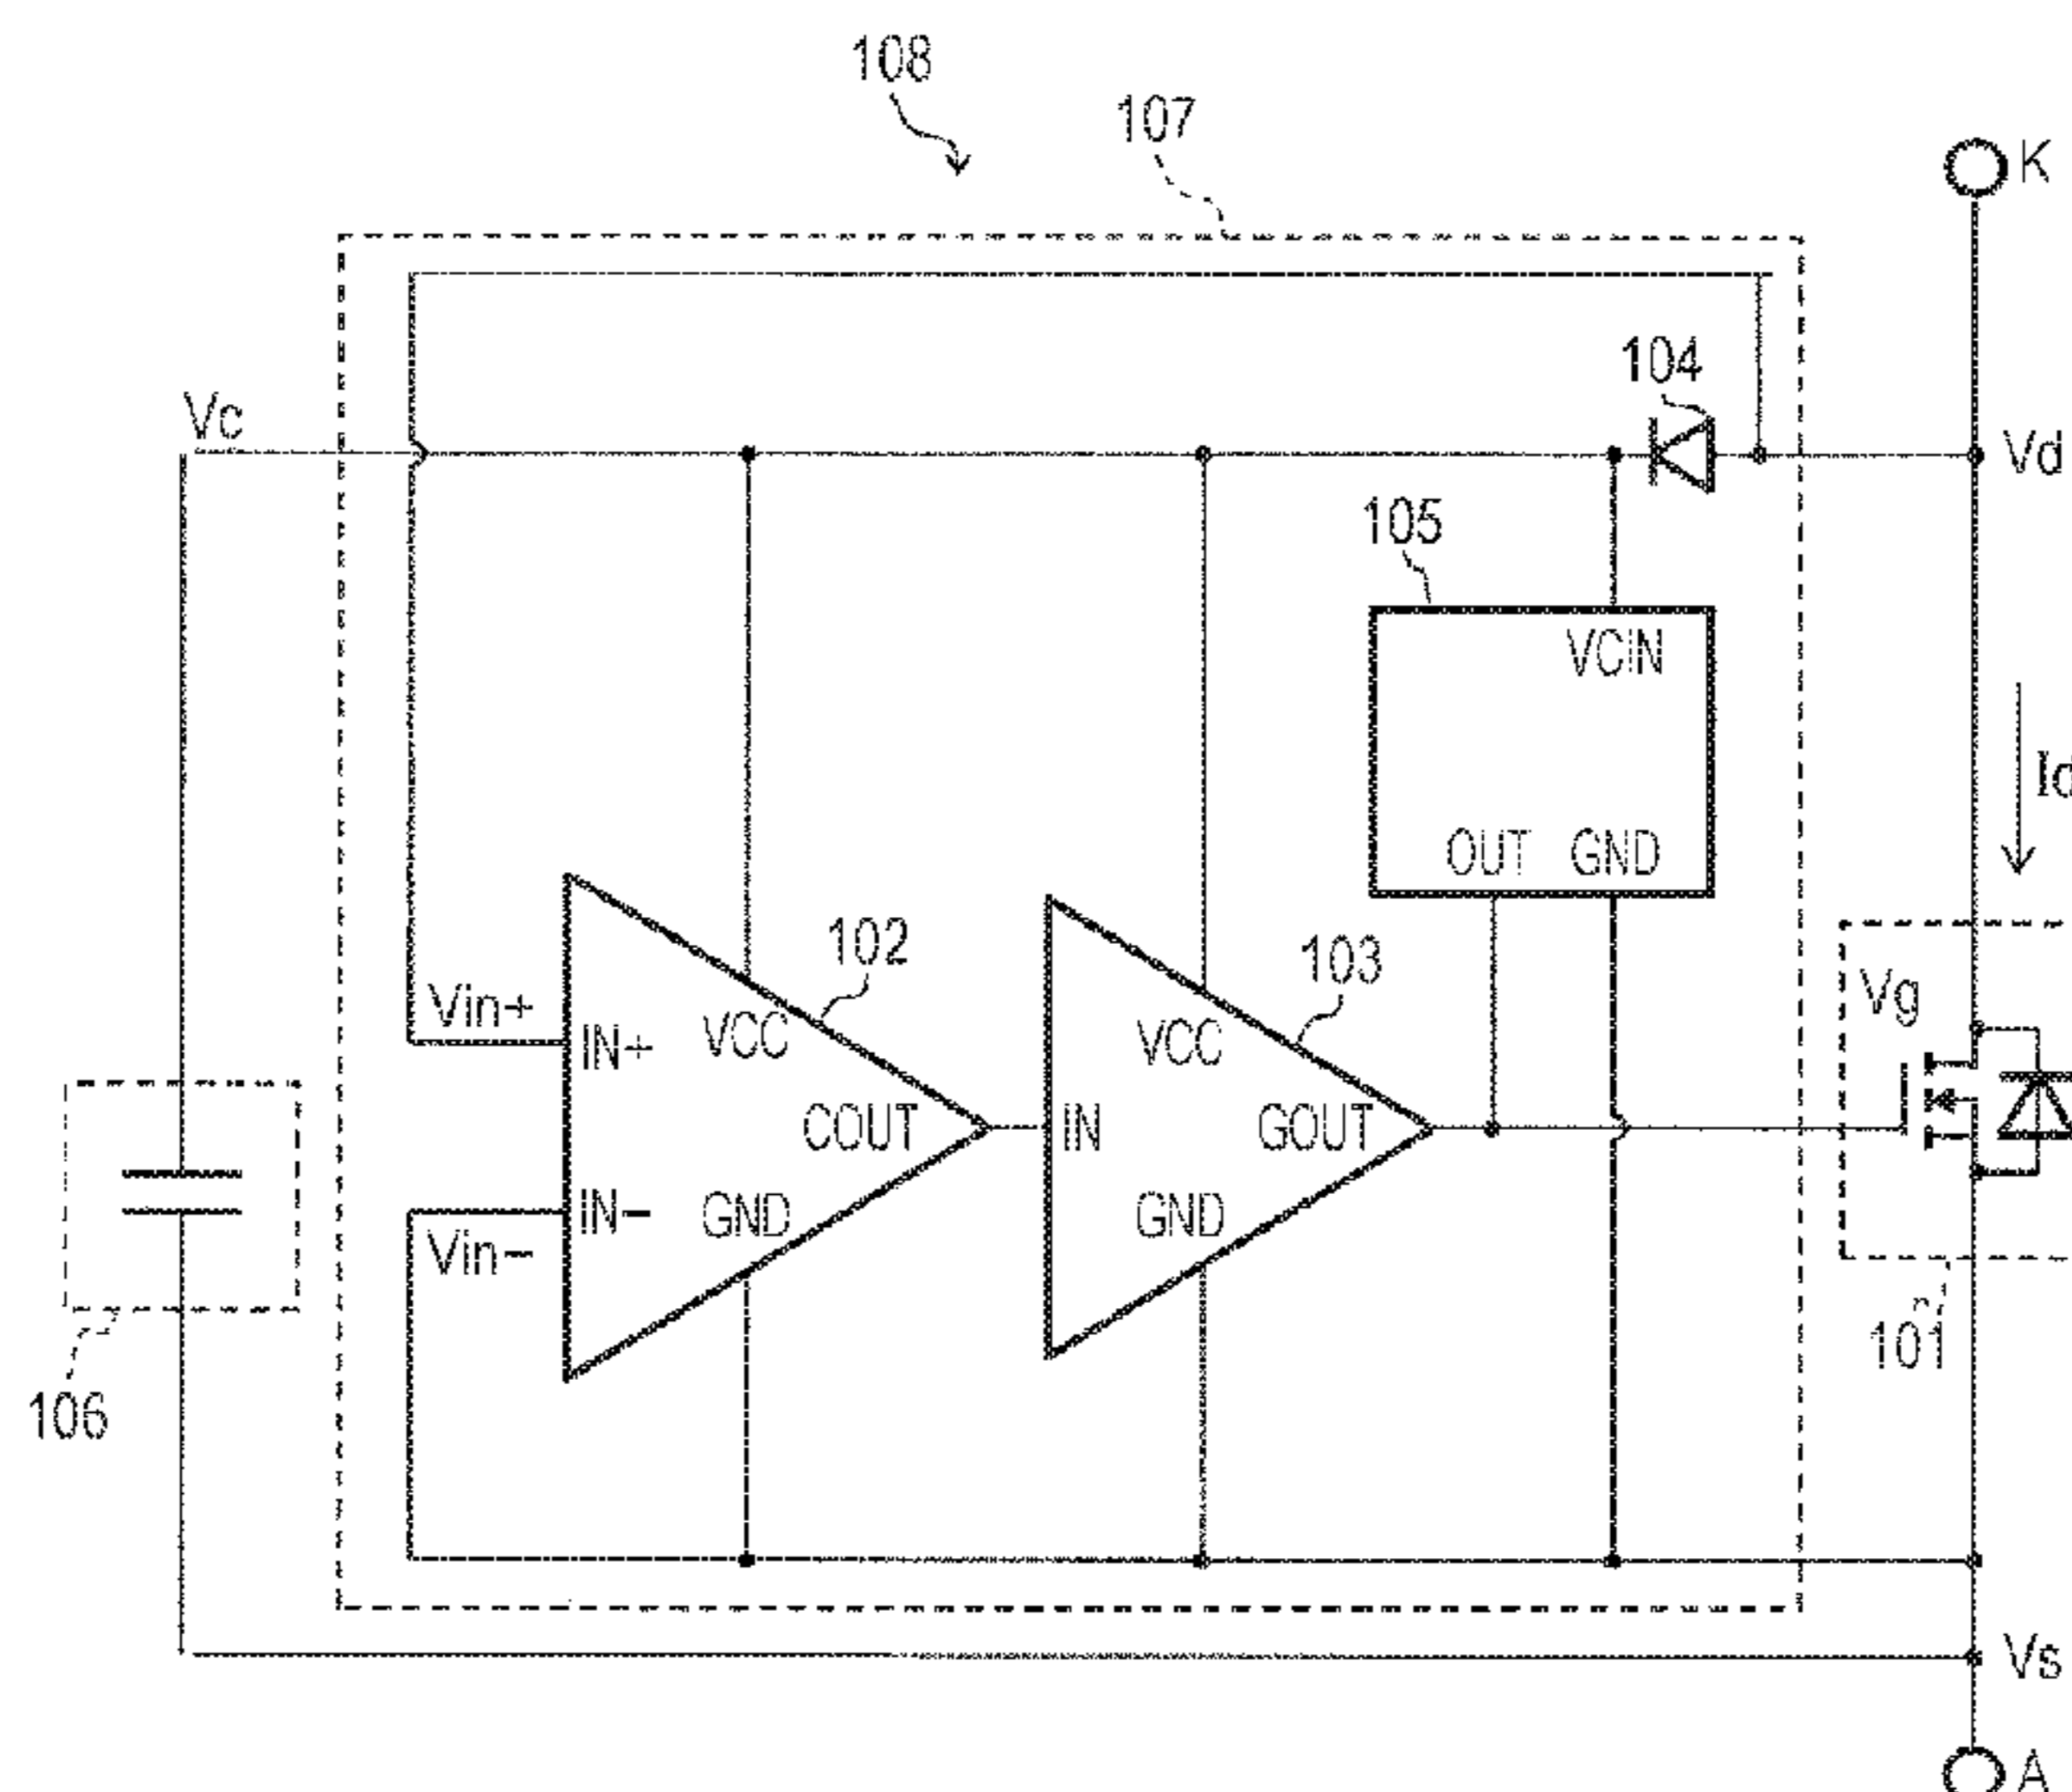 108
107
K
104
Vc
Vd
105
VCIN
Id
OUT GND
102
103
Vg
Vin+
IN+
VCC
VCC
COUT
IN
GOUT
IN−
GND
GND
Vin−
101
106
Vs
A